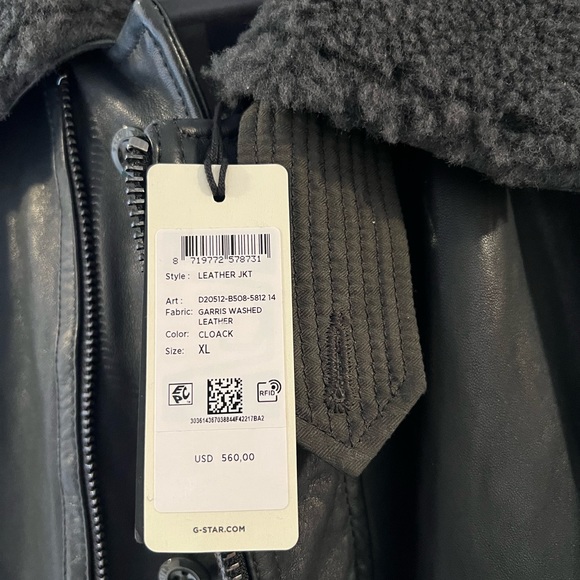 8 719772 578731
Style : LEATHER JKT
Art : D20512-B508-5812 14
Fabric: GARRIS WASHED
LEATHER
Color: CLOACK
Size: XL
RFID
303614367038844F42217BA2
USD 560,00
G-STAR.COM